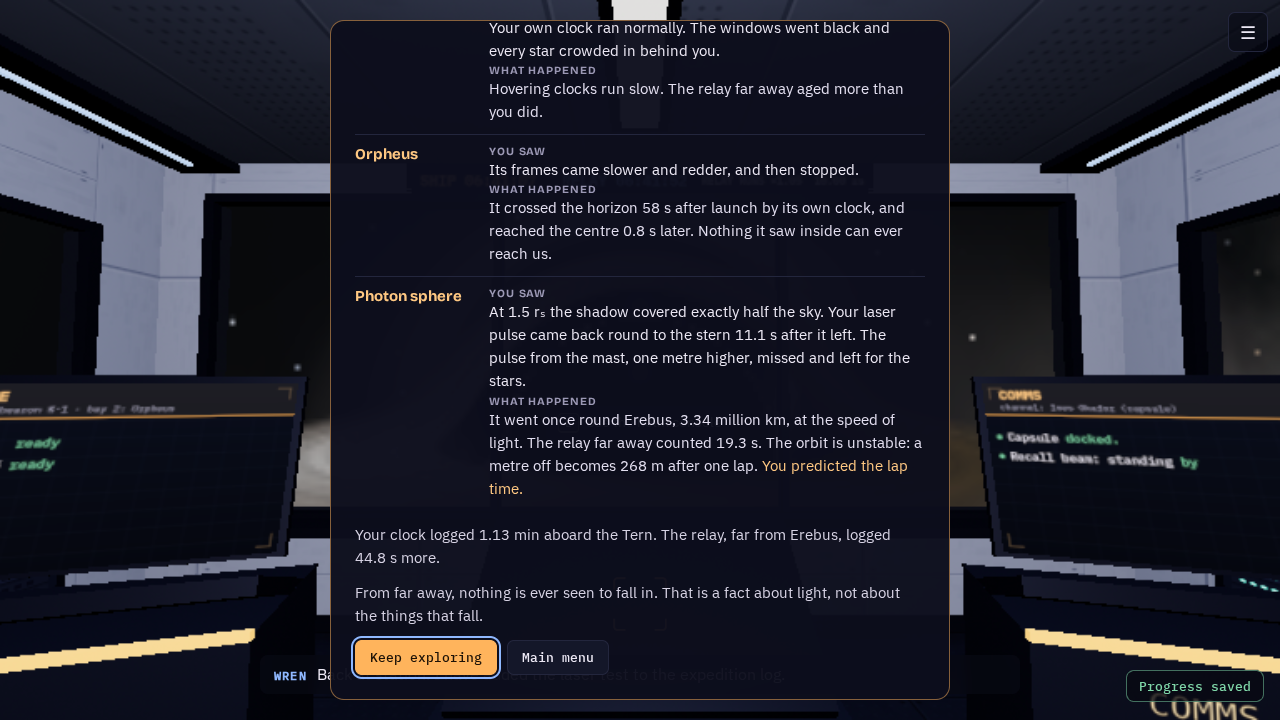 Your own clock ran normally. The windows went black and
every star crowded in behind you.
WHAT HAPPENED
Hovering clocks run slow. The relay far away aged more than
you did.
Orpheus
YOU SAW
Its frames came slower and redder, and then stopped.
WHAT HAPPENED
It crossed the horizon 58 s after launch by its own clock, and
reached the centre 0.8 s later. Nothing it saw inside can ever
reach us.
Photon sphere
YOU SAW
At 1.5 rₛ the shadow covered exactly half the sky. Your laser
pulse came back round to the stern 11.1 s after it left. The
pulse from the mast, one metre higher, missed and left for the
stars.
WHAT HAPPENED
It went once round Erebus, 3.34 million km, at the speed of
light. The relay far away counted 19.3 s. The orbit is unstable: a
metre off becomes 268 m after one lap. You predicted the lap
time.
Your clock logged 1.13 min aboard the Tern. The relay, far from Erebus, logged
44.8 s more.
From far away, nothing is ever seen to fall in. That is a fact about light, not about
the things that fall.
Keep exploring
Main menu
WREN
test to the expedition log.
Progress saved
bay 2: Orpheus
ready
ready
COMMS
(capsule)
Capsule docked.
Recall beam: standing by
COMMS